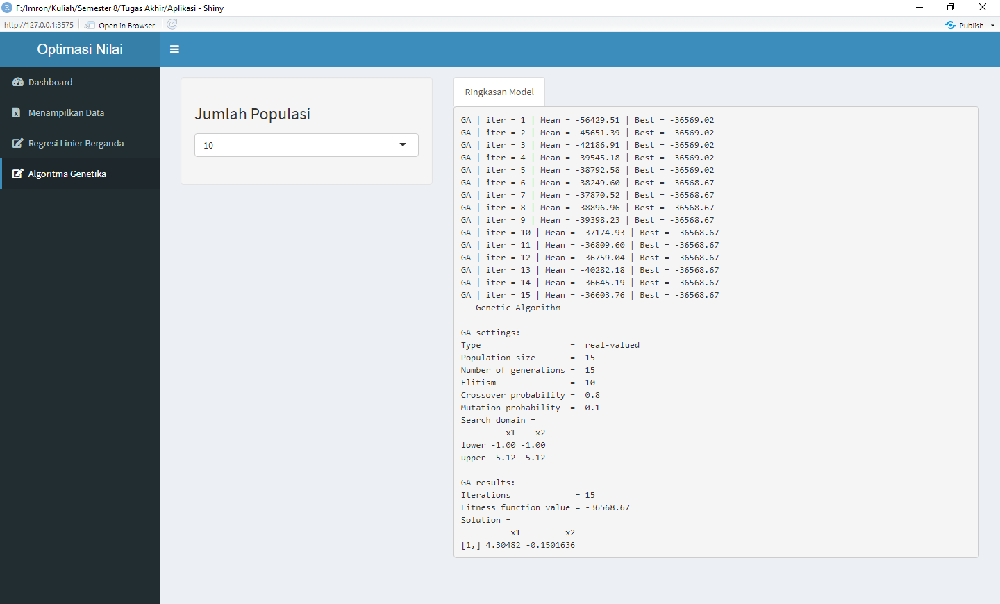 F:/Imron/Kuliah/Semester 8/Tugas Akhir/Aplikasi - Shiny
http://127.0.0.1:3575 Open in Browser Publish
Optimasi Nilai
Dashboard
Menampilkan Data
Regresi Linier Berganda
Algoritma Genetika
Jumlah Populasi
10
Ringkasan Model
GA | iter = 1 | Mean = -56429.51 | Best = -36569.02
GA | iter = 2 | Mean = -45651.39 | Best = -36569.02
GA | iter = 3 | Mean = -42186.91 | Best = -36569.02
GA | iter = 4 | Mean = -39545.18 | Best = -36569.02
GA | iter = 5 | Mean = -38792.58 | Best = -36569.02
GA | iter = 6 | Mean = -38249.60 | Best = -36568.67
GA | iter = 7 | Mean = -37870.52 | Best = -36568.67
GA | iter = 8 | Mean = -38896.96 | Best = -36568.67
GA | iter = 9 | Mean = -39398.23 | Best = -36568.67
GA | iter = 10 | Mean = -37174.93 | Best = -36568.67
GA | iter = 11 | Mean = -36809.60 | Best = -36568.67
GA | iter = 12 | Mean = -36759.04 | Best = -36568.67
GA | iter = 13 | Mean = -40282.18 | Best = -36568.67
GA | iter = 14 | Mean = -36645.19 | Best = -36568.67
GA | iter = 15 | Mean = -36603.76 | Best = -36568.67
-- Genetic Algorithm -------------------
GA settings:
Type = real-valued
Population size = 15
Number of generations = 15
Elitism = 10
Crossover probability = 0.8
Mutation probability = 0.1
Search domain =
x1 x2
lower -1.00 -1.00
upper 5.12 5.12
GA results:
Iterations = 15
Fitness function value = -36568.67
Solution =
x1 x2
[1,] 4.30482 -0.1501636